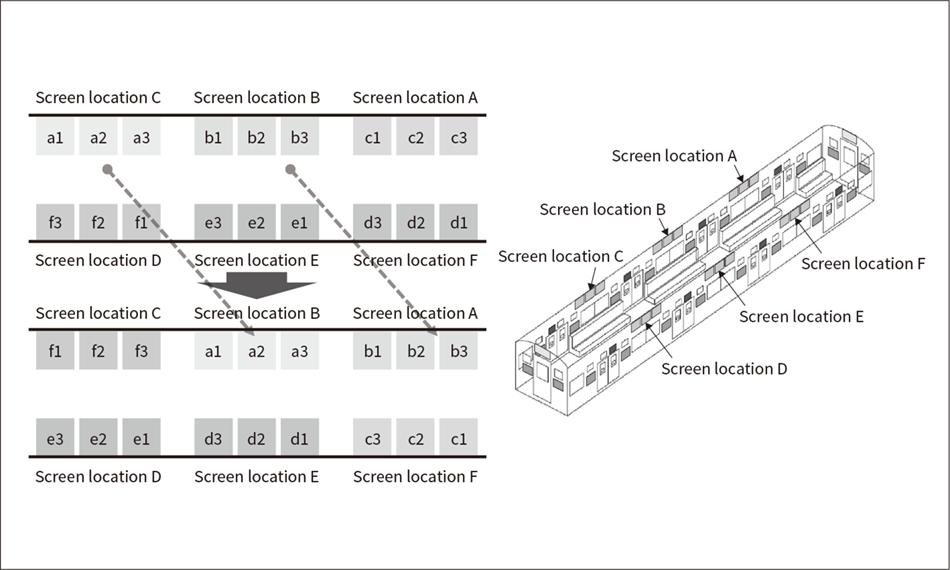 Screen location C Screen location B Screen location A
a1 a2 a3 b1 b2 b3 c1 c2 c3
f3 f2 f1 e3 e2 e1 d3 d2 d1
Screen location D Screen location E Screen location F
Screen location C Screen location B Screen location A
f1 f2 f3 a1 a2 a3 b1 b2 b3
e3 e2 e1 d3 d2 d1 c3 c2 c1
Screen location D Screen location E Screen location F
Screen location A
Screen location B
Screen location C
Screen location F
Screen location E
Screen location D